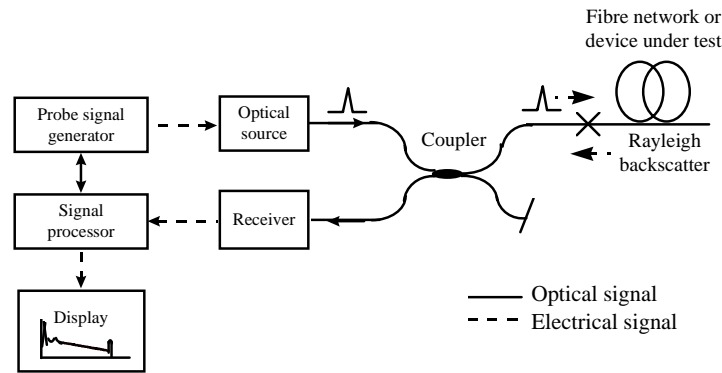 Fibre network or
device under test
Probe signal
generator
Optical
source
Coupler
Rayleigh
backscatter
Signal
processor
Receiver
Display
Optical signal
Electrical signal